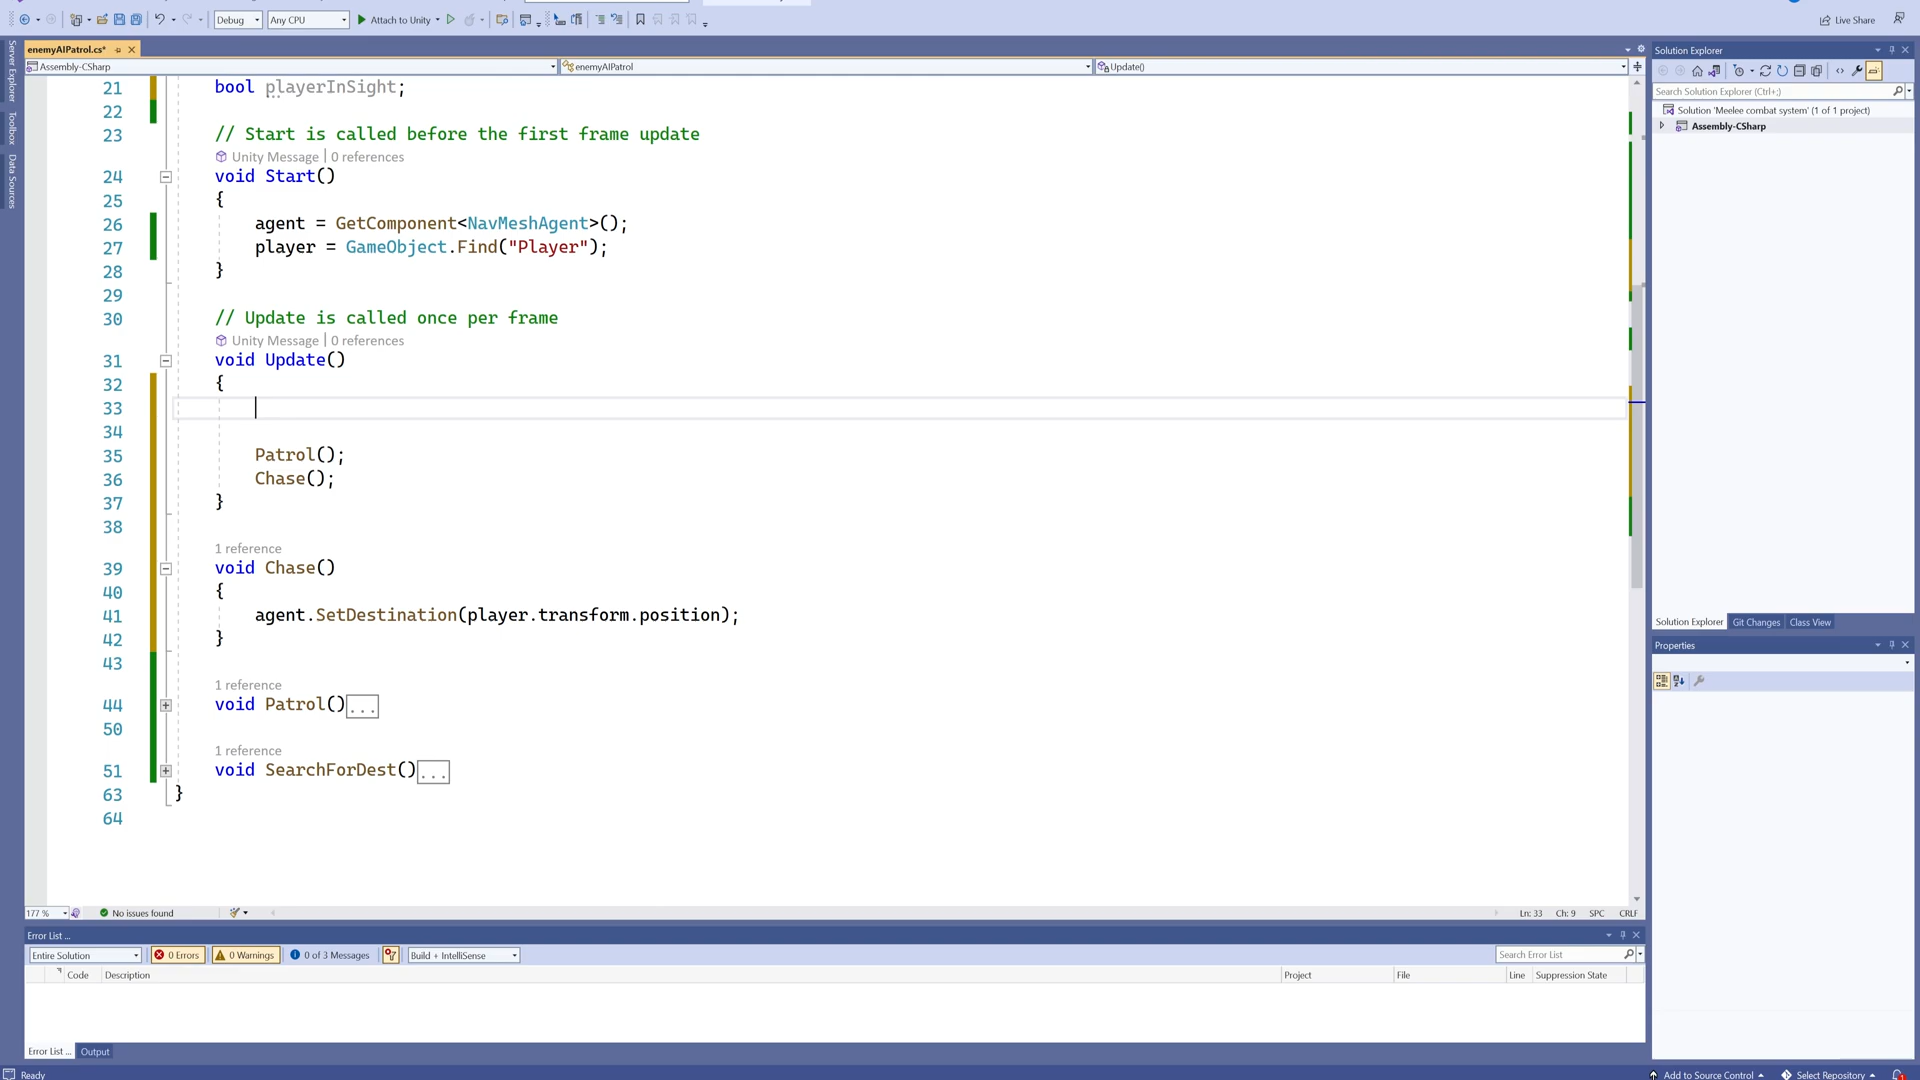 Debug
Any CPU
Attach to Unity
Live Share
Server Explorer
Toolbox
Data Sources
enemyAIPatrol.cs*
Assembly-CSharp
enemyAIPatrol
Update()
21 bool playerInSight;
22
23 // Start is called before the first frame update
Unity Message | 0 references
24 void Start()
25 {
26 agent = GetComponent<NavMeshAgent>();
27 player = GameObject.Find("Player");
28 }
29
30 // Update is called once per frame
Unity Message | 0 references
31 void Update()
32 {
33
34
35 Patrol();
36 Chase();
37 }
38
1 reference
39 void Chase()
40 {
41 agent.SetDestination(player.transform.position);
42 }
43
1 reference
44 void Patrol()...
50
1 reference
51 void SearchForDest()...
63 }
64
177 %
No issues found
Ln: 33 Ch: 9 SPC CRLF
Error List ...
Entire Solution
0 Errors
0 Warnings
0 of 3 Messages
Build + IntelliSense
Search Error List
Code Description Project File Line Suppression State
Error List ... Output
Ready
Solution Explorer
Search Solution Explorer (Ctrl+;)
Solution 'Meelee combat system' (1 of 1 project)
Assembly-CSharp
Solution Explorer Git Changes Class View
Properties
Add to Source Control
Select Repository